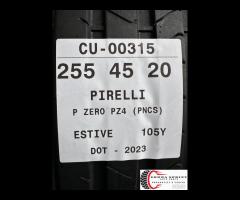 CU-00315
255 45 20
PIRELLI
P ZERO PZ4 (PNCS)
ESTIVE 105Y
DOT - 2023